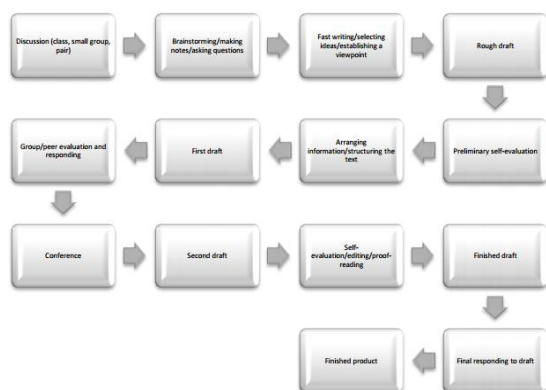 Discussion (class, small group,
pair)
Brainstorming/making
notes/asking questions
Fast writing/selecting
ideas/establishing a
viewpoint
Rough draft
Preliminary self-evaluation
Arranging
information/structuring the
text
First draft
Group/peer evaluation and
responding
Conference
Second draft
Self-
evaluation/editing/proof-
reading
Finished draft
Final responding to draft
Finished product